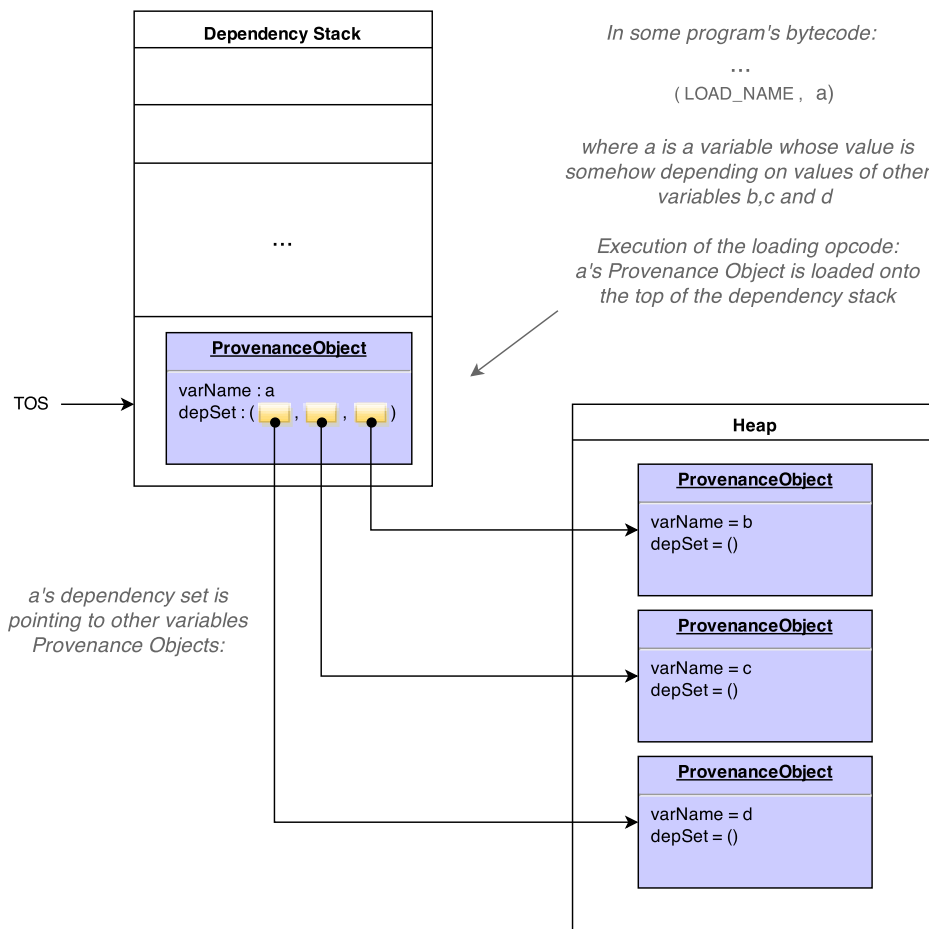 Dependency Stack
...
ProvenanceObject
varName : a
depSet : ( , , )
TOS
In some program's bytecode:
...
( LOAD_NAME , a)
where a is a variable whose value is
somehow depending on values of other
variables b,c and d
Execution of the loading opcode:
a's Provenance Object is loaded onto
the top of the dependency stack
Heap
ProvenanceObject
varName = b
depSet = ()
ProvenanceObject
varName = c
depSet = ()
ProvenanceObject
varName = d
depSet = ()
a's dependency set is
pointing to other variables
Provenance Objects: